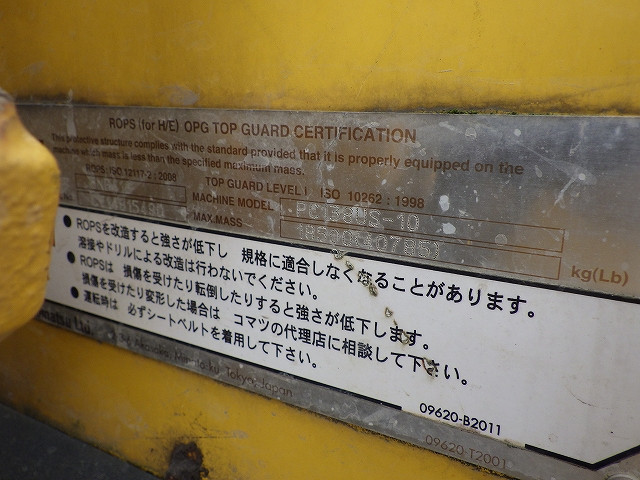 ROPS (for H/E) OPG TOP GUARD CERTIFICATION
This protective structure complies with the standard provided that it is properly equipped on the
machine which mass is less than the specified maximum mass.
ROPS: ISO 12117-2 : 2008 TOP GUARD LEVEL I ISO 10262 : 1998
MACHINE MODEL PC138US-10
MAX.MASS 18500(40785) kg(Lb)
● ROPSを改造すると強さが低下し 規格に適合しなくなることがあります。
溶接やドリルによる改造は行わないでください。
● ROPSは 損傷を受けたり転倒したりすると強さが低下します。
損傷を受けたり変形した場合は コマツの代理店に相談して下さい。
● 運転時は 必ずシートベルトを着用して下さい。
Akasaka, Minato-ku, Tokyo, Japan
09620-B2011
09620-T2001